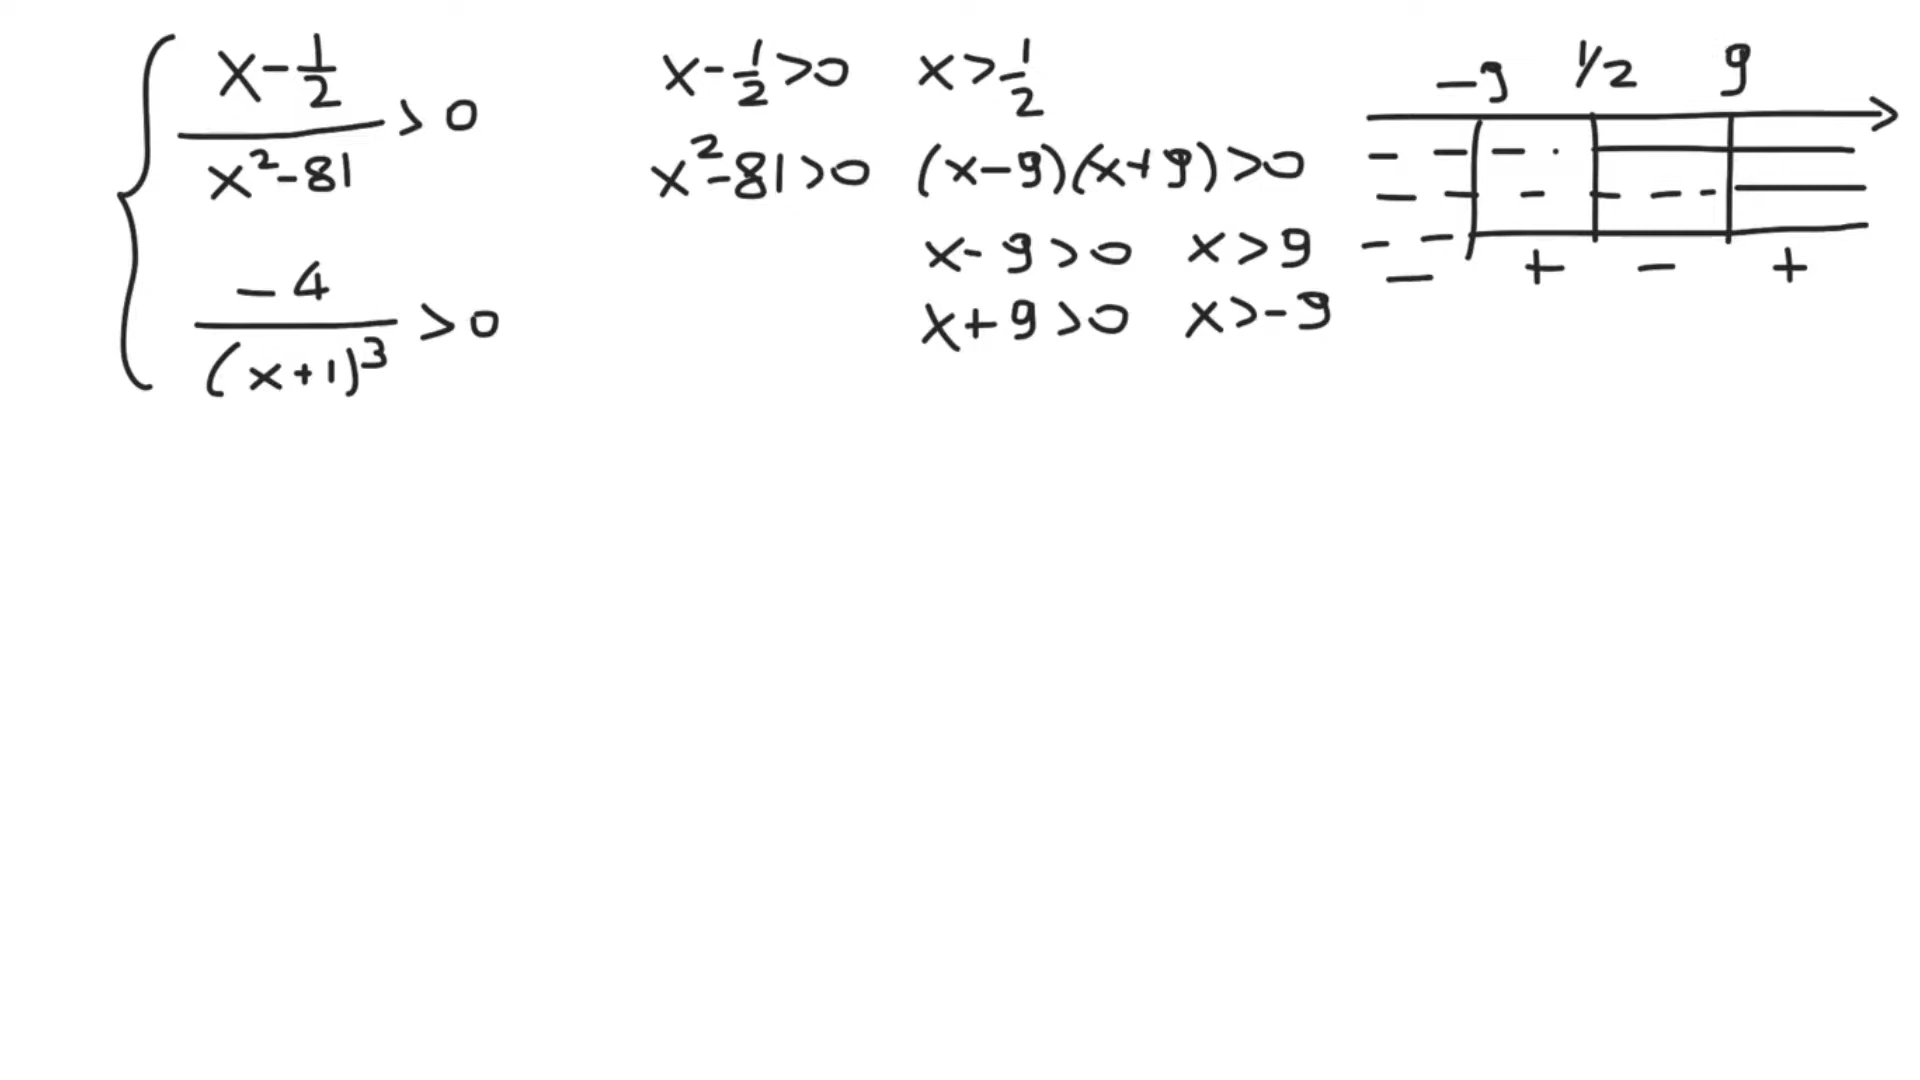 x - 1/2 / x² - 81 > 0
-4 / (x+1)³ > 0
x - 1/2 > 0 x > 1/2
x² - 81 > 0 (x-9)(x+9) > 0
x - 9 > 0 x > 9
x + 9 > 0 x > -9
-9 1/2 9
- + - +